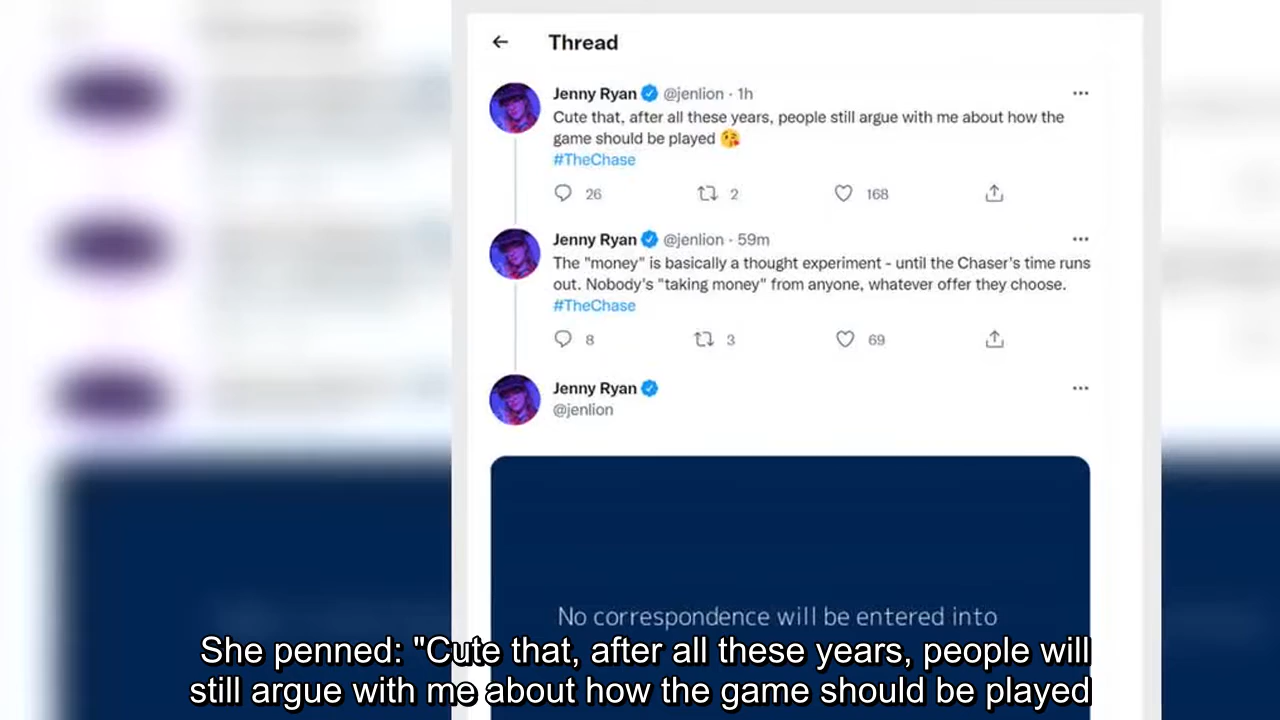 Thread
Jenny Ryan @jenlion · 1h
Cute that, after all these years, people still argue with me about how the
game should be played 😘
#TheChase
26 2 168
Jenny Ryan @jenlion · 59m
The "money" is basically a thought experiment - until the Chaser's time runs
out. Nobody's "taking money" from anyone, whatever offer they choose.
#TheChase
8 3 69
Jenny Ryan
@jenlion
No correspondence will be entered into
She penned: "Cute that, after all these years, people will
still argue with me about how the game should be played